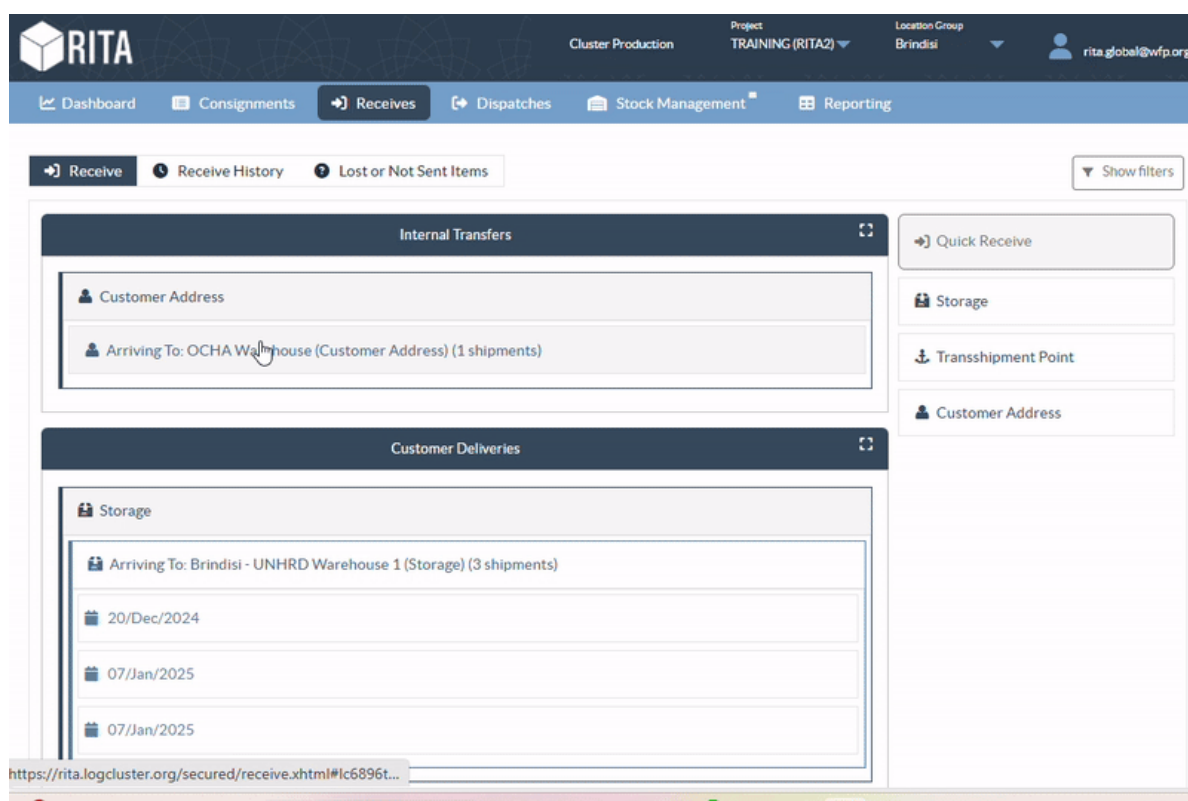 RITA
Cluster Production
Project
TRAINING (RITA2)
Location Group
Brindisi
rita.global@wfp.org
Dashboard
Consignments
Receives
Dispatches
Stock Management
Reporting
Receive
Receive History
Lost or Not Sent Items
Show filters
Internal Transfers
Customer Address
Arriving To: OCHA Warehouse (Customer Address) (1 shipments)
Quick Receive
Storage
Transshipment Point
Customer Address
Customer Deliveries
Storage
Arriving To: Brindisi - UNHRD Warehouse 1 (Storage) (3 shipments)
20/Dec/2024
07/Jan/2025
07/Jan/2025
https://rita.logcluster.org/secured/receive.xhtml#lc6896t...